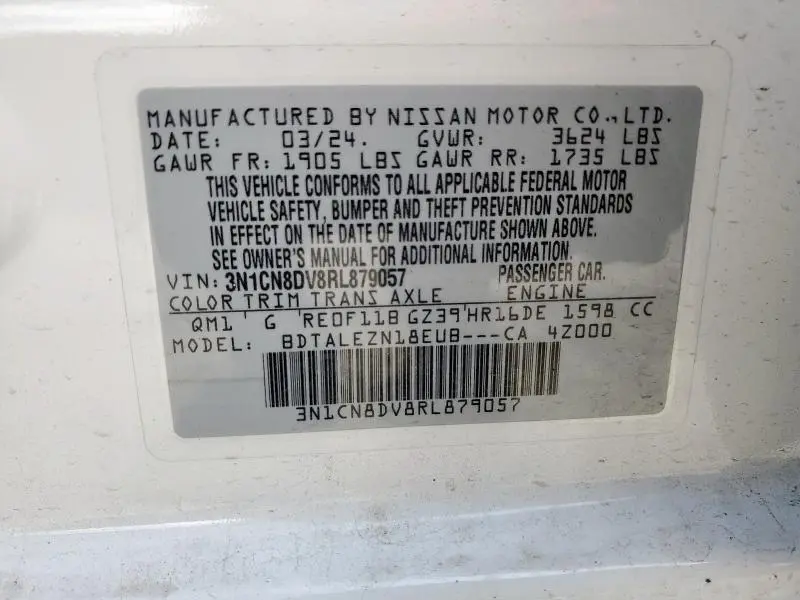 MANUFACTURED BY NISSAN MOTOR CO., LTD.
DATE: 03/24. GVWR: 3624 LBS
GAWR FR: 1905 LBS GAWR RR: 1735 LBS
THIS VEHICLE CONFORMS TO ALL APPLICABLE FEDERAL MOTOR
VEHICLE SAFETY, BUMPER AND THEFT PREVENTION STANDARDS
IN EFFECT ON THE DATE OF MANUFACTURE SHOWN ABOVE.
SEE OWNER'S MANUAL FOR ADDITIONAL INFORMATION.
VIN: 3N1CN8DV8RL879057 PASSENGER CAR.
COLOR TRIM TRANS AXLE ENGINE
QM1 G RE0F11B GZ39 HR16DE 1598 CC
MODEL: BDTALEZN18EUB---CA 4Z000
3N1CN8DV8RL879057